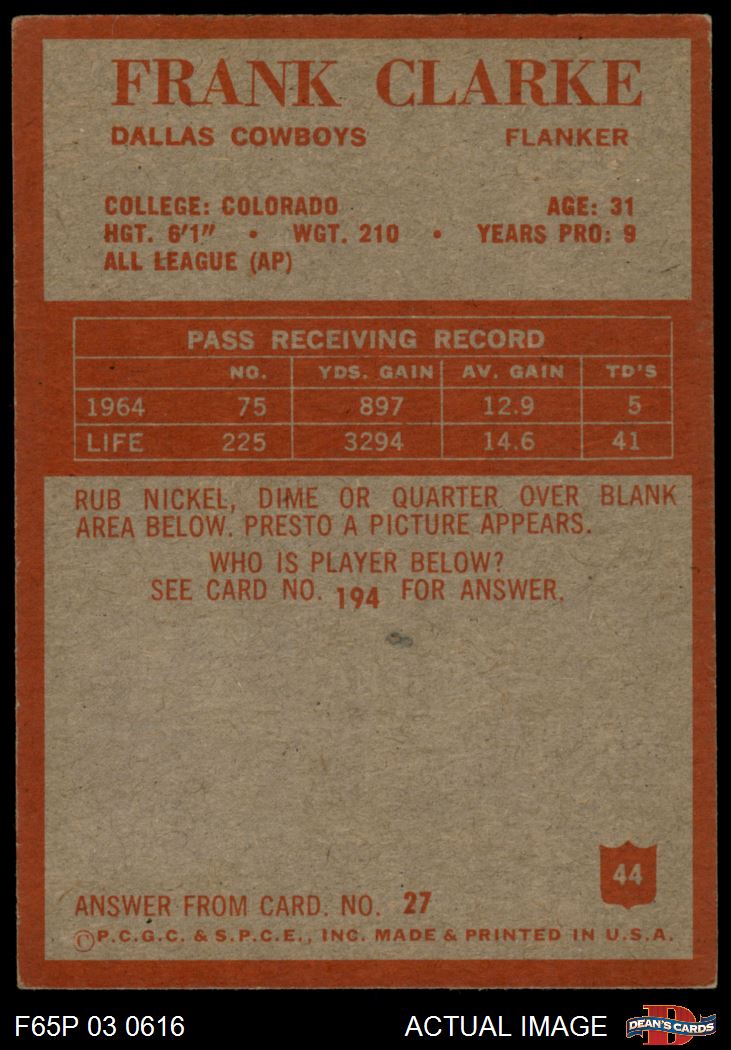 FRANK CLARKE
DALLAS COWBOYS FLANKER
COLLEGE: COLORADO AGE: 31
HGT. 6'1" • WGT. 210 • YEARS PRO: 9
ALL LEAGUE (AP)
PASS RECEIVING RECORD
NO. YDS. GAIN AV. GAIN TD'S
1964 75 897 12.9 5
LIFE 225 3294 14.6 41
RUB NICKEL, DIME OR QUARTER OVER BLANK
AREA BELOW. PRESTO A PICTURE APPEARS.
WHO IS PLAYER BELOW?
SEE CARD NO. 194 FOR ANSWER.
44
ANSWER FROM CARD. NO. 27
©P.C.G.C. & S.P.C.E., INC. MADE & PRINTED IN U.S.A.
F65P 03 0616 ACTUAL IMAGE D DEAN'S CARDS